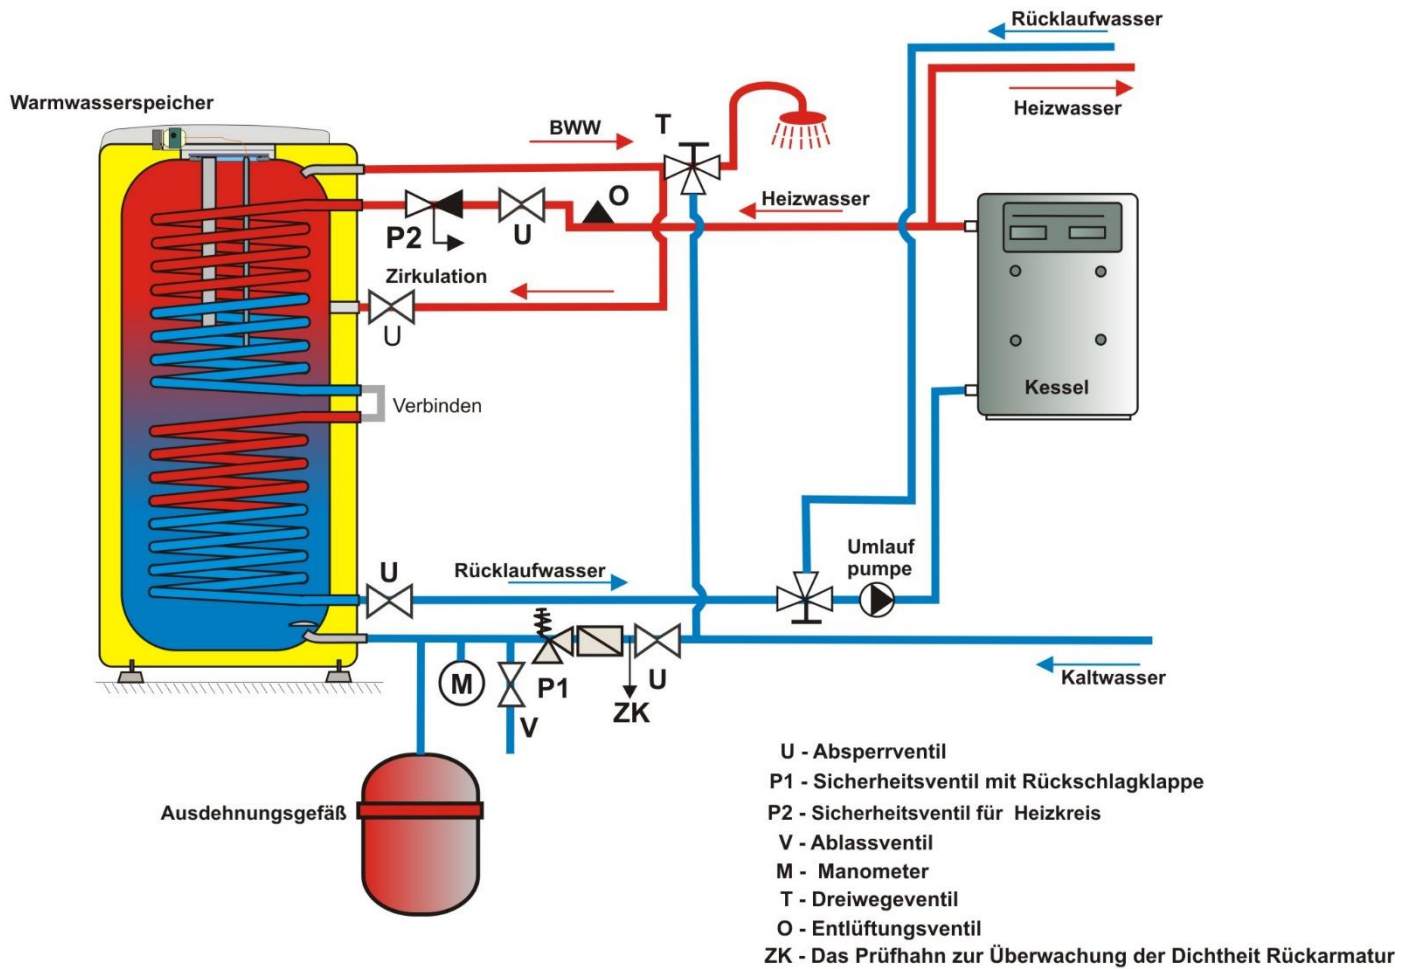 Rücklaufwasser
Heizwasser
Warmwasserspeicher
BWW
T
O
Heizwasser
P2
U
Zirkulation
U
Kessel
Verbinden
Umlauf
pumpe
U
Rücklaufwasser
M
P1
U
Kaltwasser
V
ZK
Ausdehnungsgefäß
U - Absperrventil
P1 - Sicherheitsventil mit Rückschlagklappe
P2 - Sicherheitsventil für Heizkreis
V - Ablassventil
M - Manometer
T - Dreiwegeventil
O - Entlüftungsventil
ZK - Das Prüfhahn zur Überwachung der Dichtheit Rückarmatur